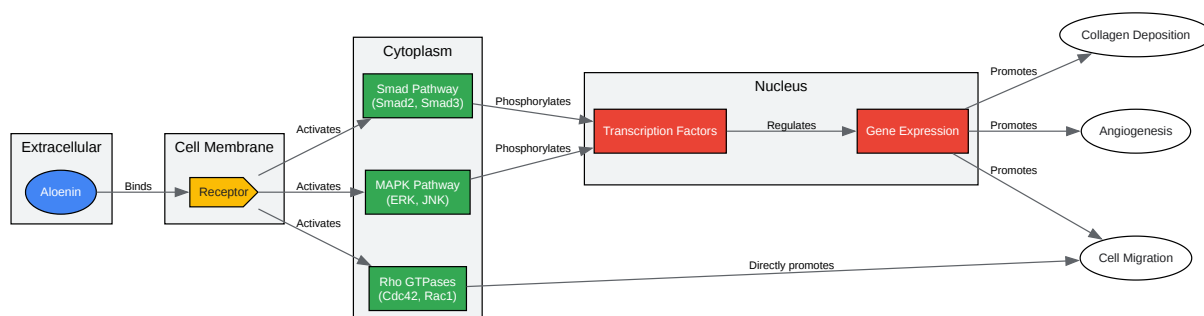 Extracellular
Aloenin
Binds
Cell Membrane
Receptor
Activates
Activates
Activates
Cytoplasm
Smad Pathway
(Smad2, Smad3)
MAPK Pathway
(ERK, JNK)
Rho GTPases
(Cdc42, Rac1)
Phosphorylates
Phosphorylates
Directly promotes
Nucleus
Transcription Factors
Regulates
Gene Expression
Promotes
Promotes
Promotes
Collagen Deposition
Angiogenesis
Cell Migration